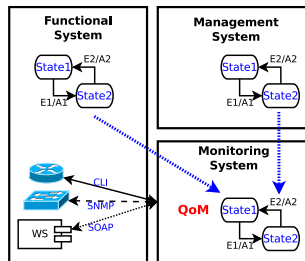 Functional
System
E2/A2
State1
State2
E1/A1
CLI
SNMP
SOAP
WS
Management
System
E2/A2
State1
State2
E1/A1
Monitoring
System
QoM
State1
E2/A2
E1/A1
State2